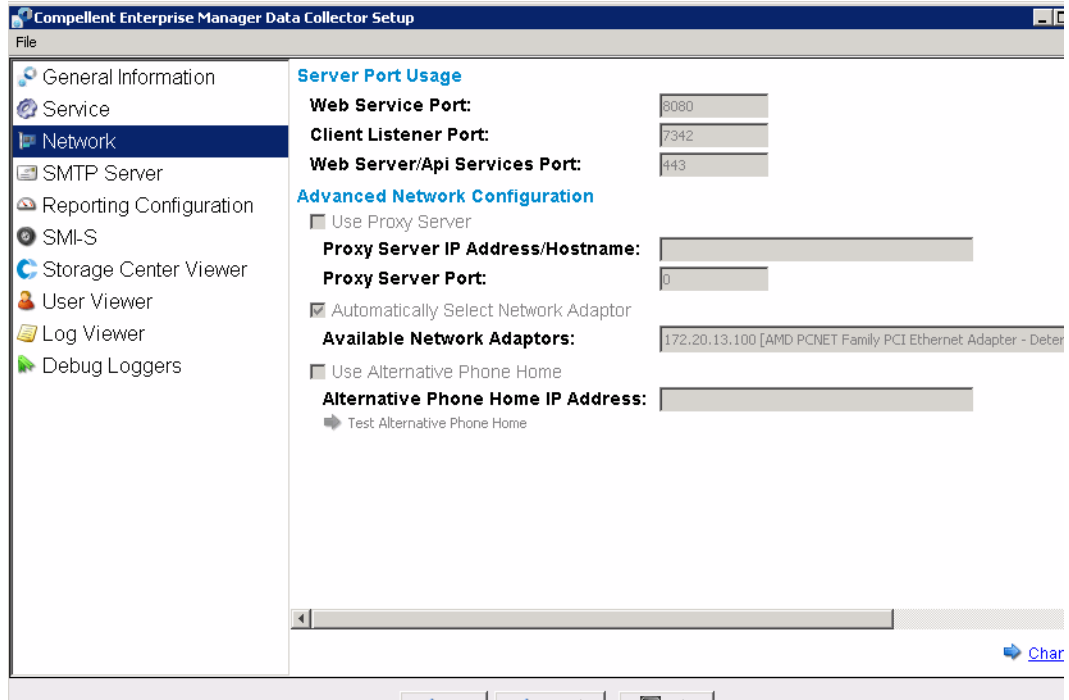 Compellent Enterprise Manager Data Collector Setup
File
General Information
Service
Network
SMTP Server
Reporting Configuration
SMI-S
Storage Center Viewer
User Viewer
Log Viewer
Debug Loggers
Server Port Usage
Web Service Port: 8080
Client Listener Port: 7342
Web Server/Api Services Port: 443
Advanced Network Configuration
Use Proxy Server
Proxy Server IP Address/Hostname:
Proxy Server Port: 0
Automatically Select Network Adaptor
Available Network Adaptors: 172.20.13.100 [AMD PCNET Family PCI Ethernet Adapter - Deter
Use Alternative Phone Home
Alternative Phone Home IP Address:
Test Alternative Phone Home
Char